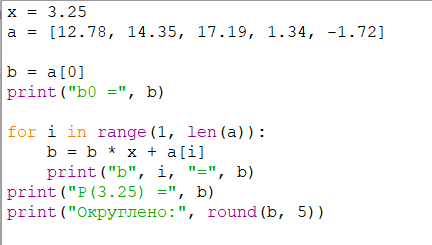 x = 3.25
a = [12.78, 14.35, 17.19, 1.34, -1.72]
b = a[0]
print("b0 =", b)
for i in range(1, len(a)):
    b = b * x + a[i]
    print("b", i, "=", b)
print("P(3.25) =", b)
print("Округлено:", round(b, 5))